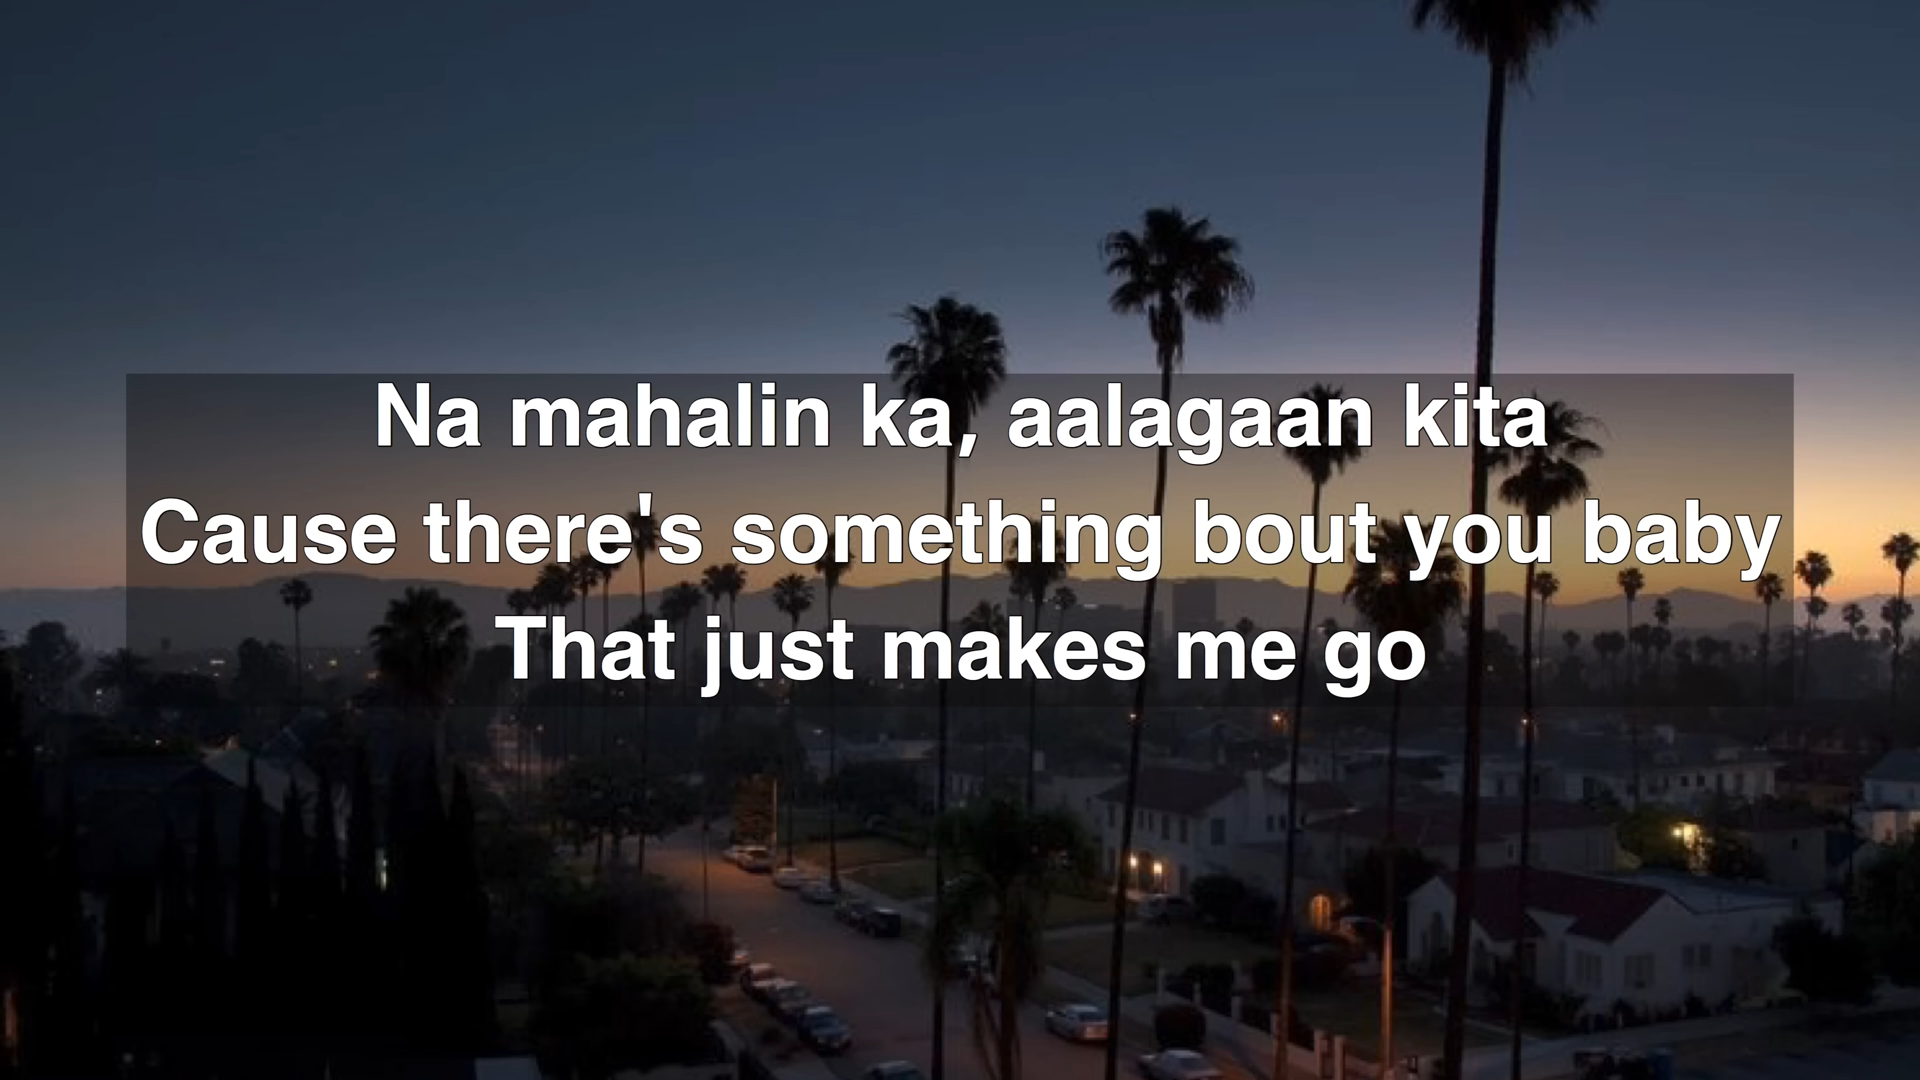 Na mahalin ka, aalagaan kita
Cause there's something bout you baby
That just makes me go